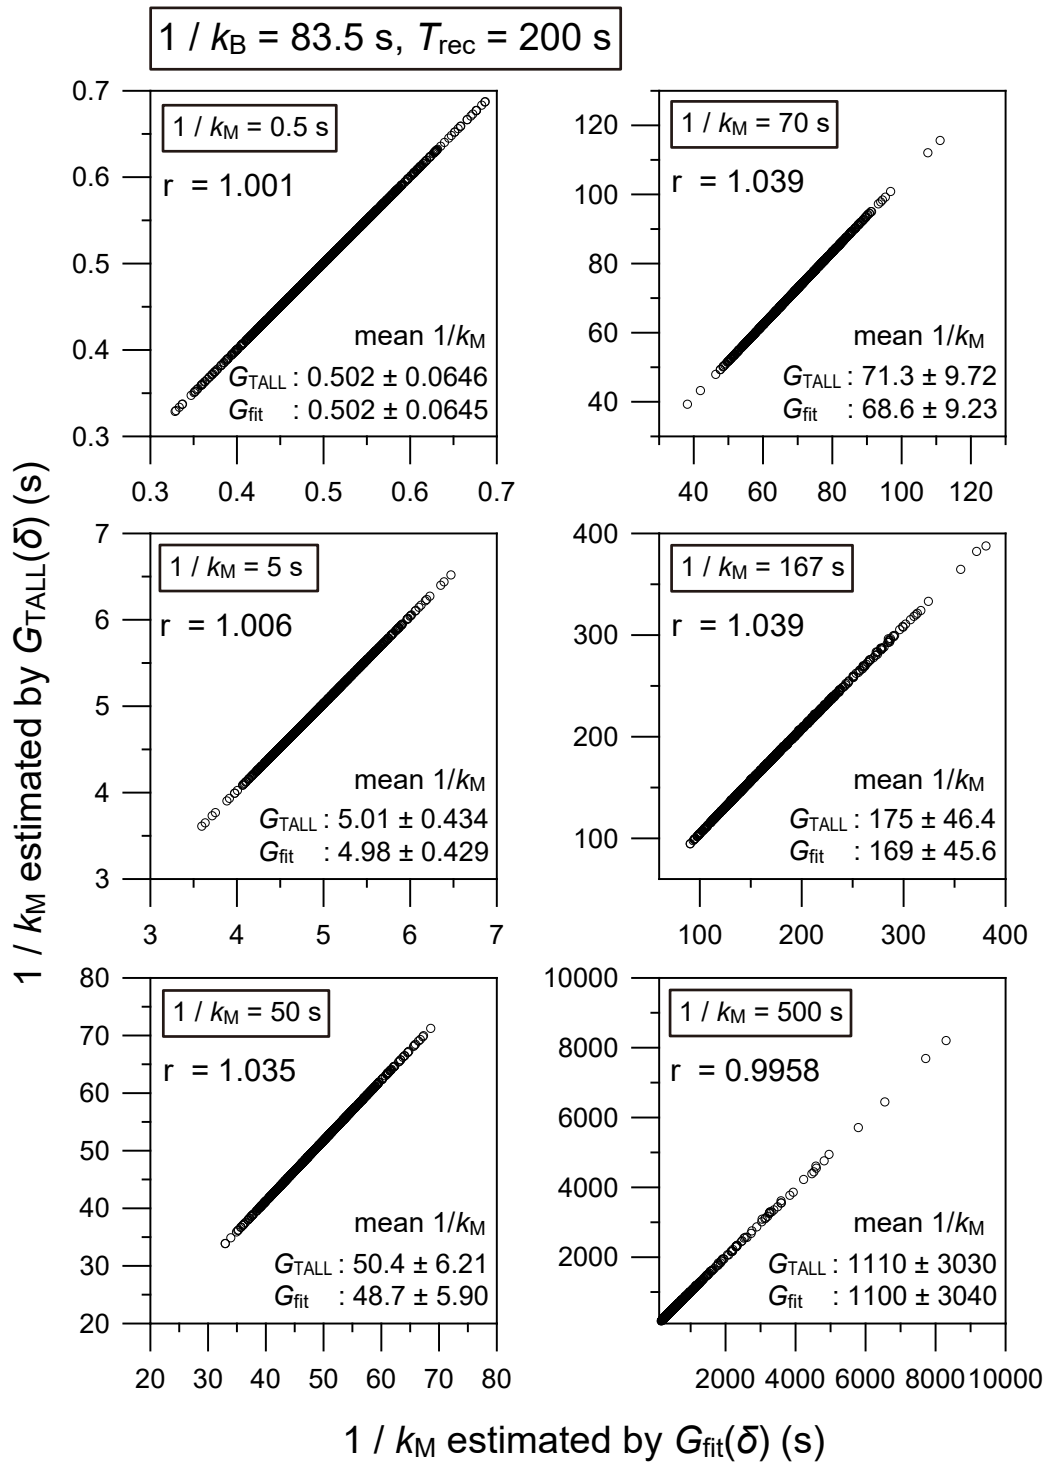 1 / kB = 83.5 s, Trec = 200 s
1 / kM estimated by GTALL(δ) (s)
0.7
0.6
0.5
0.4
0.3
1 / kM = 0.5 s
r = 1.001
mean 1/kM
GTALL : 0.502 ± 0.0646
Gfit : 0.502 ± 0.0645
0.3 0.4 0.5 0.6 0.7
120
100
80
60
40
1 / kM = 70 s
r = 1.039
mean 1/kM
GTALL : 71.3 ± 9.72
Gfit : 68.6 ± 9.23
40 60 80 100 120
7
6
5
4
3
1 / kM = 5 s
r = 1.006
mean 1/kM
GTALL : 5.01 ± 0.434
Gfit : 4.98 ± 0.429
3 4 5 6 7
400
300
200
100
1 / kM = 167 s
r = 1.039
mean 1/kM
GTALL : 175 ± 46.4
Gfit : 169 ± 45.6
100 200 300 400
80
70
60
50
40
30
20
1 / kM = 50 s
r = 1.035
mean 1/kM
GTALL : 50.4 ± 6.21
Gfit : 48.7 ± 5.90
20 30 40 50 60 70 80
10000
8000
6000
4000
2000
1 / kM = 500 s
r = 0.9958
mean 1/kM
GTALL : 1110 ± 3030
Gfit : 1100 ± 3040
2000 4000 6000 8000 10000
1 / kM estimated by Gfit(δ) (s)